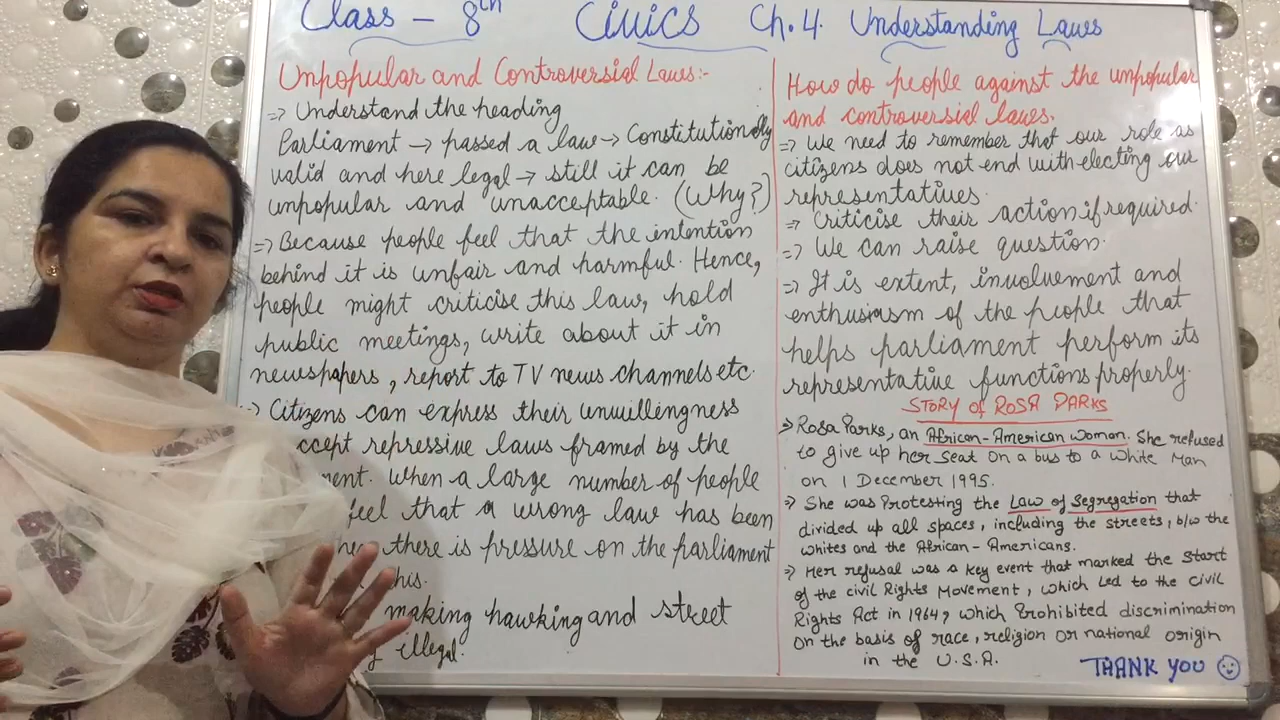 Class - 8th Civics Ch.4. Understanding Laws
Unpopular and Controversial Laws:-
=> Understand the heading
Parliament → passed a law → Constitutionally
valid and here legal → still it can be
unpopular and unacceptable. (Why?)
=> Because people feel that the intention
behind it is unfair and harmful. Hence,
people might criticise this law, hold
public meetings, write about it in
newspapers, report to TV news channels etc.
Citizens can express their unwillingness
repressive laws framed by the
When a large number of people
feel that a wrong law has been
there is pressure on the parliament
making hawking and street
illegal.
How do people against the unpopular
and controversial laws.
=> We need to remember that our role as
citizens does not end with electing our
representatives.
=> Criticise their action if required.
=> We can raise question.
=> It is extent, involvement and
enthusiasm of the people that
helps parliament perform its
representative functions properly.
STORY of ROSA PARKS
=> Rosa Parks, an African-American woman. She refused
to give up her seat on a bus to a white Man
on 1 December 1995.
=> She was Protesting the Law of Segregation that
divided up all spaces, including the streets, b/w the
whites and the African-Americans.
=> Her refusal was a key event that marked the start
of the civil Rights Movement, which led to the civil
Rights Act in 1964, which Prohibited discrimination
on the basis of race, religion or national origin
in the U.S.A.
THANK YOU